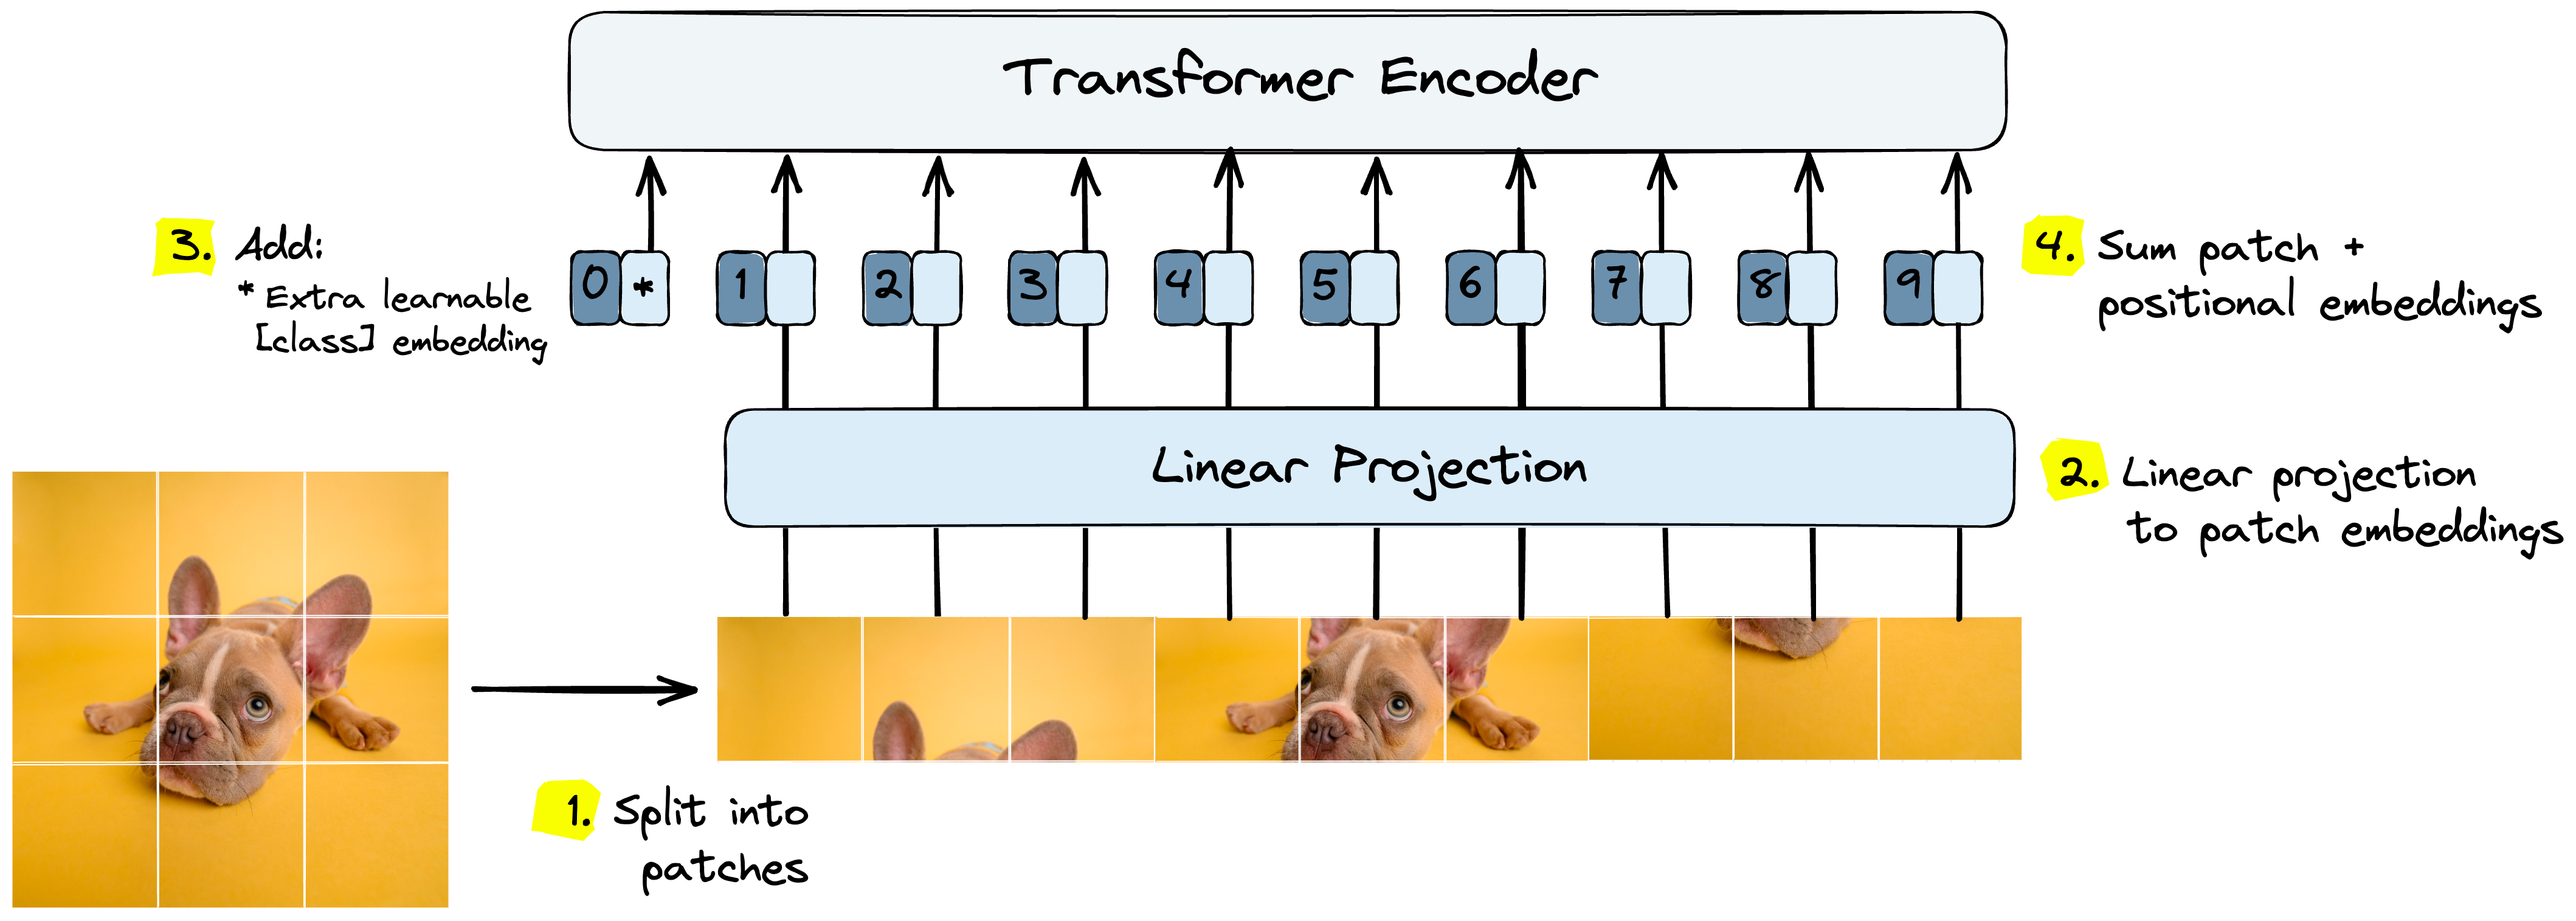 Transformer Encoder
3. Add:
* Extra learnable
[class] embedding
0 * 1 2 3 4 5 6 7 8 9
4. Sum patch +
positional embeddings
Linear Projection
2. Linear projection
to patch embeddings
1. Split into
patches